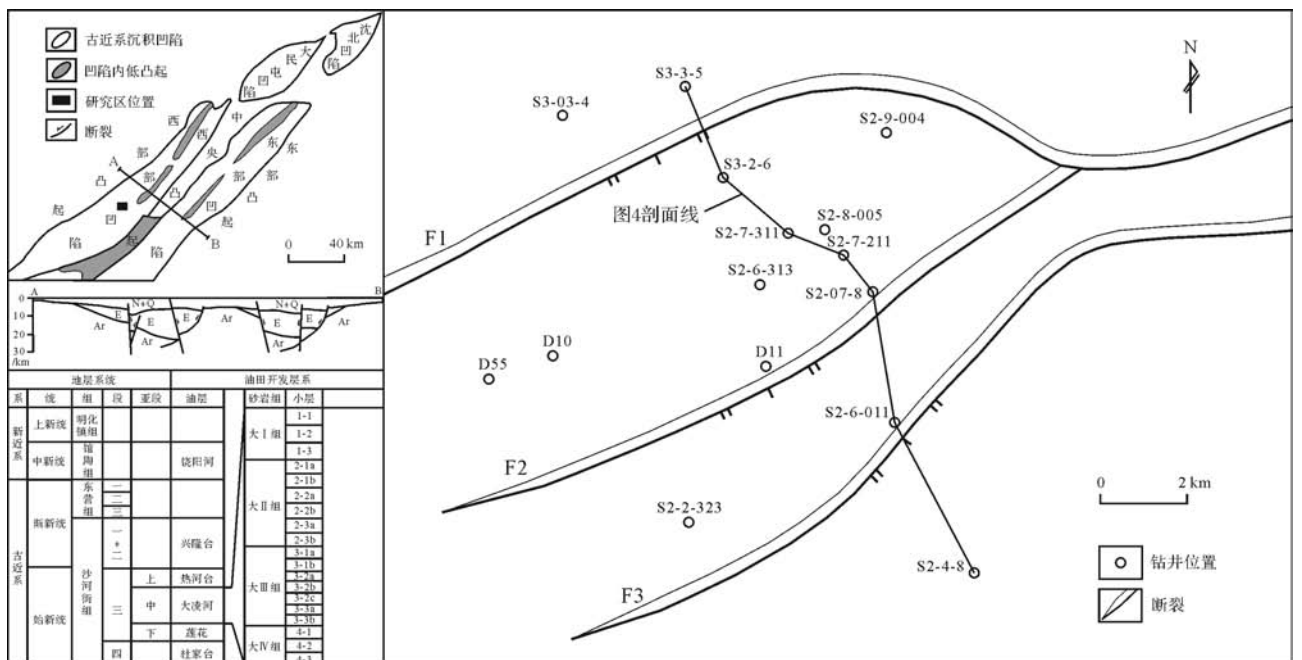 古近系沉积凹陷
凹陷内低凸起
研究区位置
断裂
沈北凹陷
大民屯凹陷
西部凸起
西部凹陷
中央凸起
东部凹陷
东部凸起
A
B
0 40 km
A B
0
10
20
30
/km
N+Q
E E E E E
Ar Ar Ar Ar Ar
地层系统 油田开发层系
系 统 组 段 亚段 油层 砂岩组 小层
新近系 上新统 明化镇组
中新统 馆陶组 饶阳河
古近系 渐新统 东营组 一 二 三
始新统 沙河街组 一+二 兴隆台
三 上 热河台
中 大凌河
下 莲花
四 杜家台
大Ⅰ组 1-1
1-2
1-3
大Ⅱ组 2-1a
2-1b
2-2a
2-2b
2-3a
2-3b
大Ⅲ组 3-1a
3-1b
3-2a
3-2b
3-2c
3-3a
3-3b
大Ⅳ组 4-1
4-2
4-3
N
S3-3-5
S3-03-4
S2-9-004
S3-2-6
图4剖面线
S2-8-005
S2-7-311
S2-7-211
F1
S2-6-313
S2-07-8
D10
D11
D55
S2-6-011
F2
S2-2-323
S2-4-8
F3
0 2 km
钻井位置
断裂